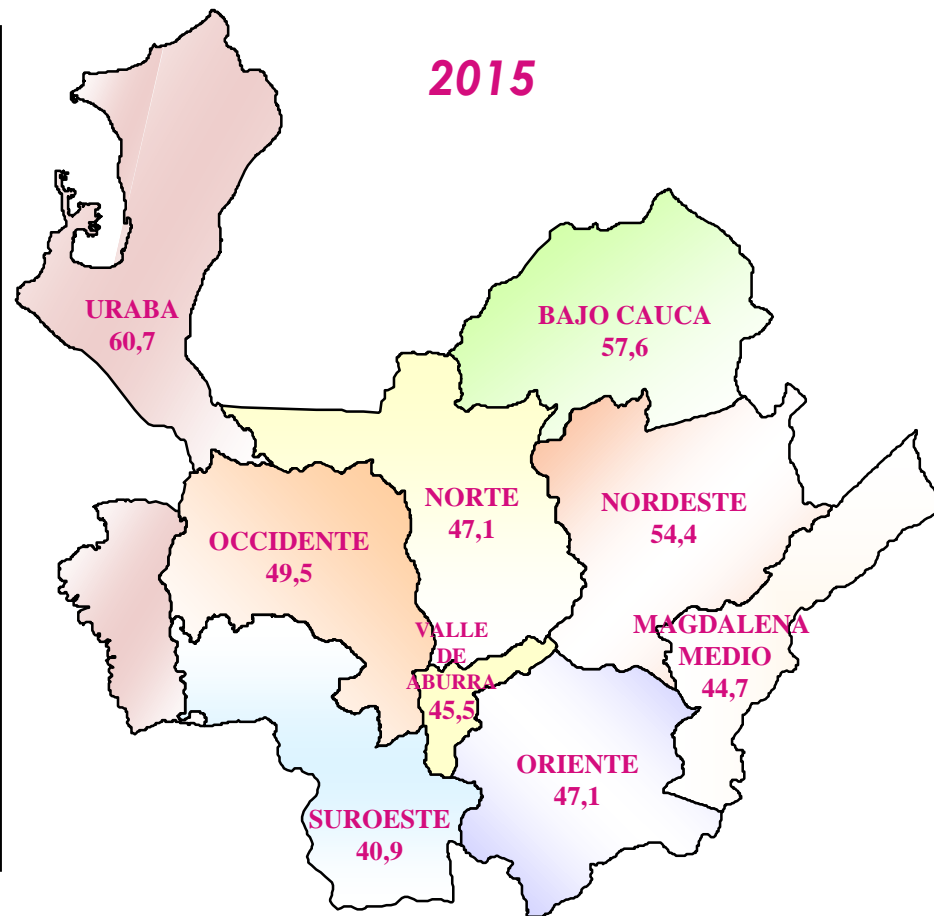 2015
URABA
60,7
BAJO CAUCA
57,6
NORTE
47,1
NORDESTE
54,4
OCCIDENTE
49,5
VALLE
DE
ABURRA
45,5
MAGDALENA
MEDIO
44,7
ORIENTE
47,1
SUROESTE
40,9